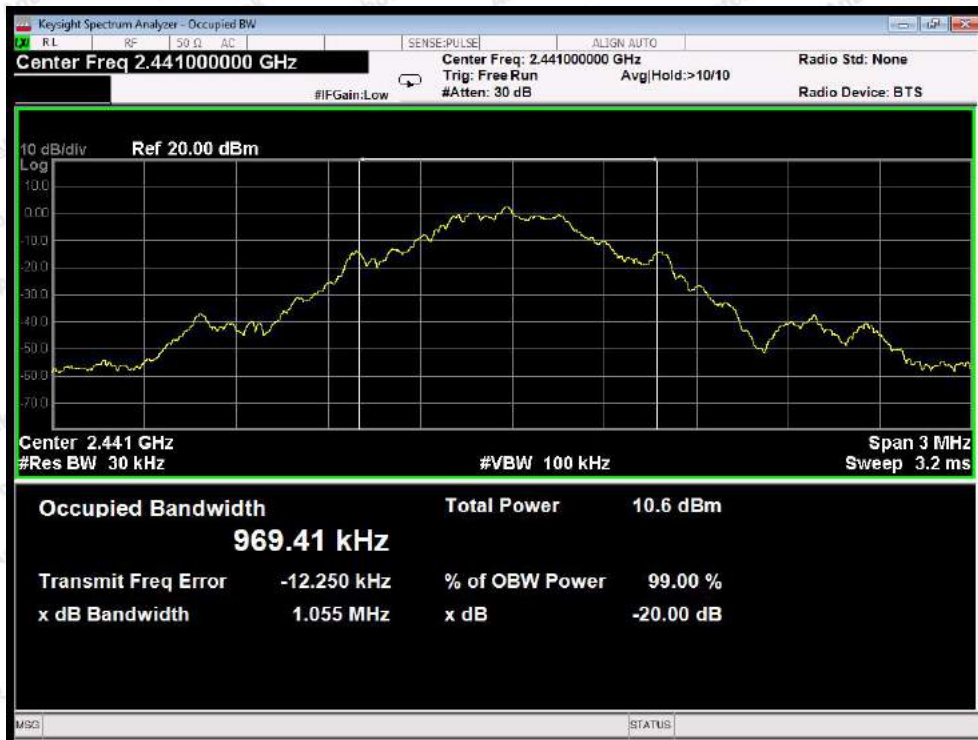 Keysight Spectrum Analyzer - Occupied BW
RL RF 50 Ω AC SENSE:PULSE ALIGN AUTO
Center Freq 2.441000000 GHz
Center Freq: 2.441000000 GHz
Radio Std: None
Trig: Free Run Avg|Hold:>10/10
#IFGain:Low #Atten: 30 dB Radio Device: BTS
10 dB/div Ref 20.00 dBm
Log
10.0
0.00
-10.0
-20.0
-30.0
-40.0
-50.0
-60.0
-70.0
Center 2.441 GHz Span 3 MHz
#Res BW 30 kHz #VBW 100 kHz Sweep 3.2 ms
Occupied Bandwidth Total Power 10.6 dBm
969.41 kHz
Transmit Freq Error -12.250 kHz % of OBW Power 99.00 %
x dB Bandwidth 1.055 MHz x dB -20.00 dB
MSG STATUS